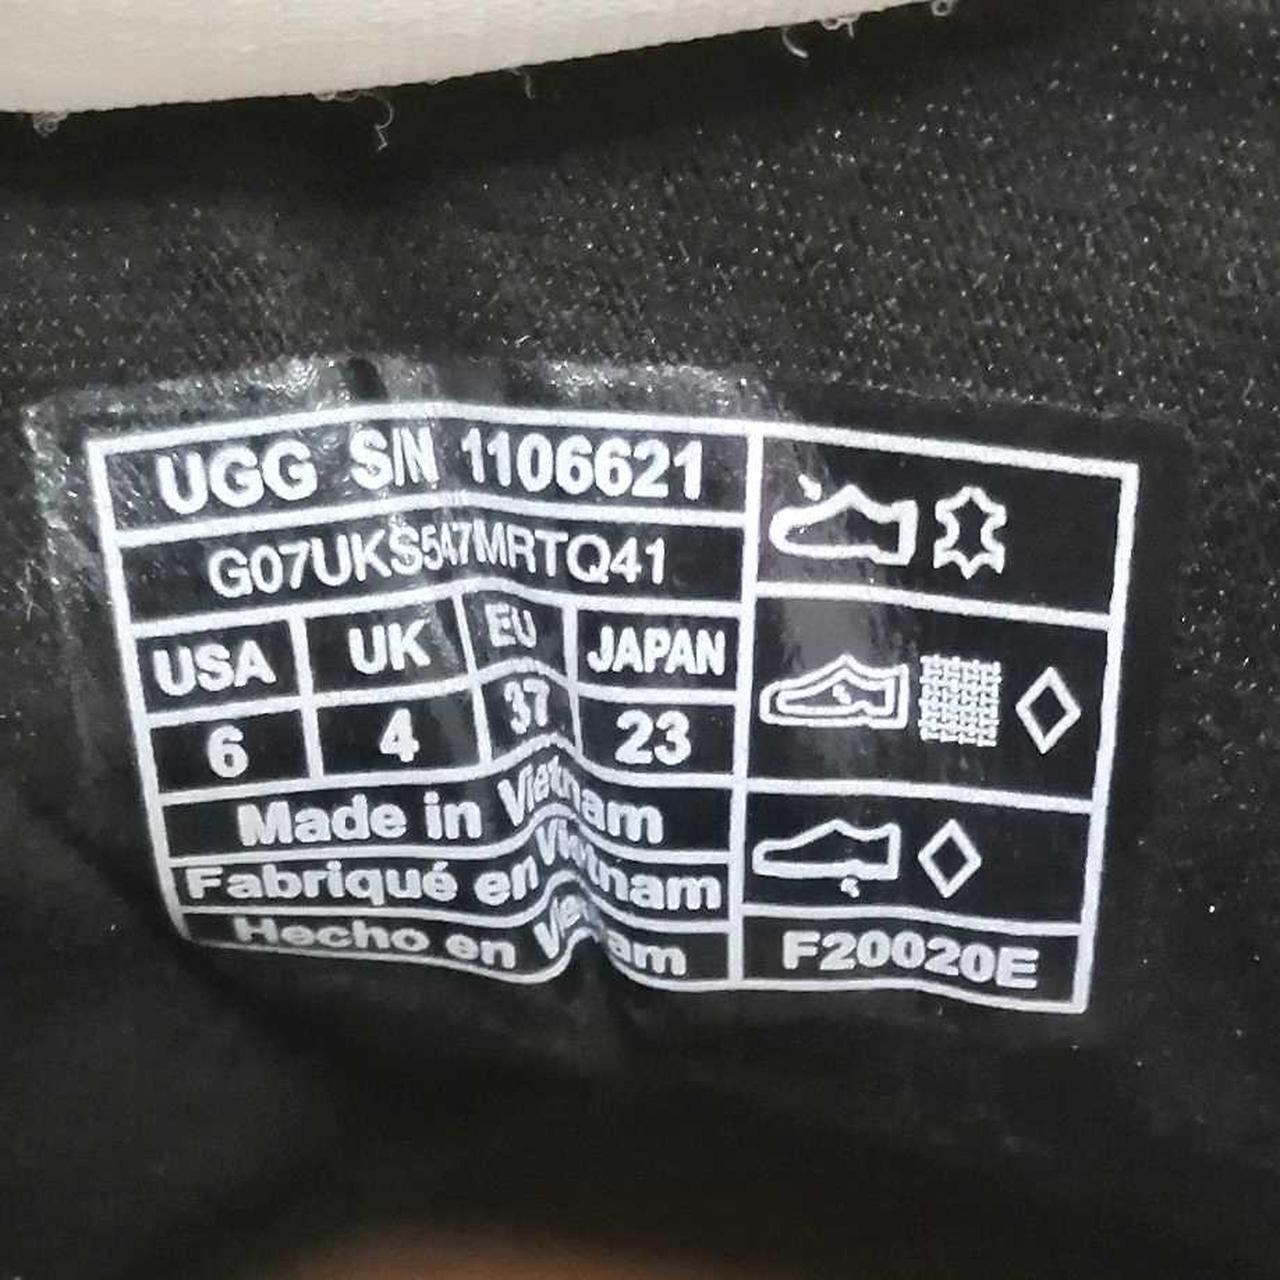 UGG S/N 1106621
G07UKS547MRTQ41
USA UK EU JAPAN
6 4 37 23
Made in Vietnam
Fabriqué en Vietnam
Hecho en Vietnam
F20020E